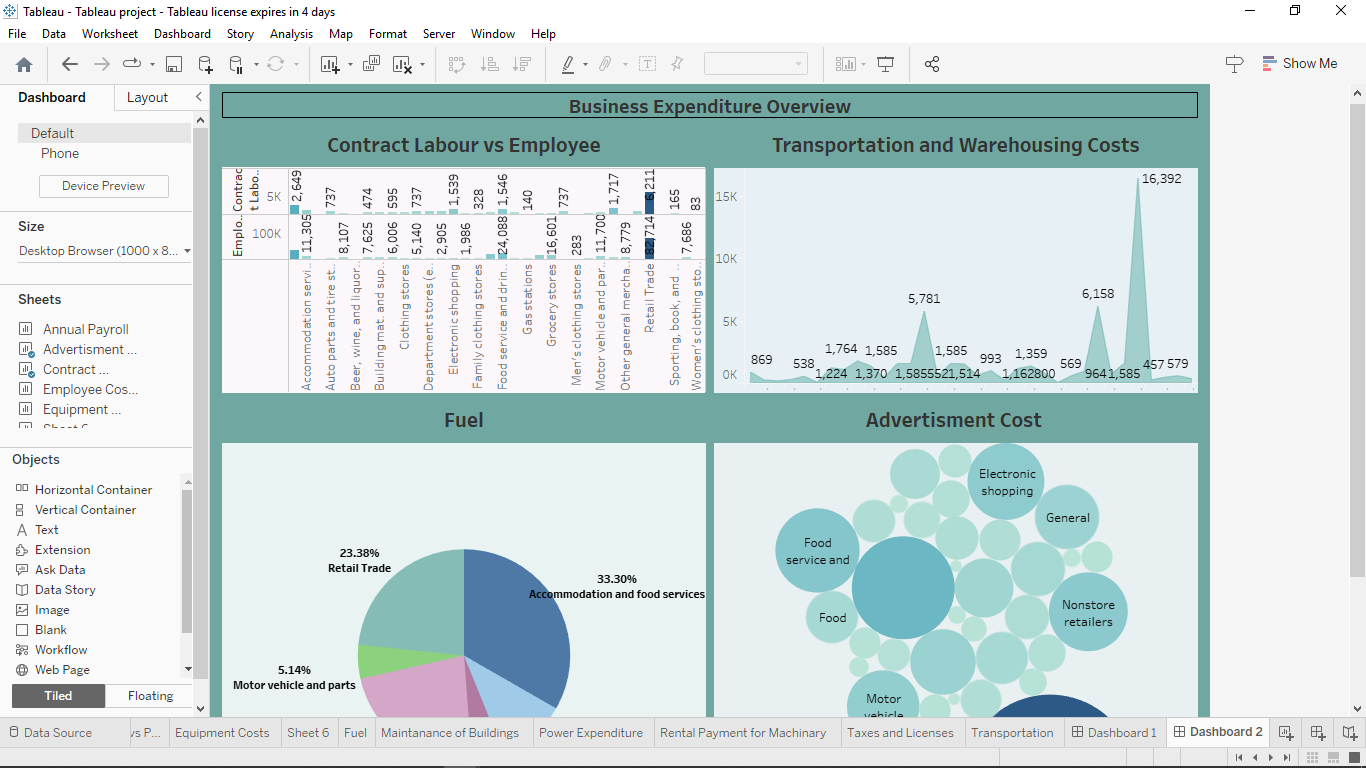 Tableau - Tableau project - Tableau license expires in 4 days
File Data Worksheet Dashboard Story Analysis Map Format Server Window Help
Show Me
Dashboard Layout
Default
Phone
Device Preview
Size
Desktop Browser (1000 x 8...
Sheets
Annual Payroll
Advertisment ...
Contract ...
Employee Cos...
Equipment ...
Objects
Horizontal Container
Vertical Container
Text
Extension
Ask Data
Data Story
Image
Blank
Workflow
Web Page
Tiled Floating
Business Expenditure Overview
Contract Labour vs Employee
Contrac
t Labo..
5K
2,649
737
474
595
737
1,539
328
1,546
140
737
1,717
6,211
165
83
Emplo..
100K
11,305
8,107
7,625
6,006
5,140
2,905
1,986
24,088
16,601
283
11,700
8,779
82,714
7,686
Accommodation servi..
Auto parts and tire st..
Beer, wine, and liquor..
Building mat. and sup..
Clothing stores
Department stores (e..
Electronic shopping
Family clothing stores
Food service and drin..
Gas stations
Grocery stores
Men's clothing stores
Motor vehicle and par..
Other general mercha..
Retail Trade
Sporting, book, and ..
Women's clothing sto..
Transportation and Warehousing Costs
15K
10K
5K
0K
16,392
5,781
6,158
869
538
1,764
1,585
1,585
993
1,359
569
1,224
1,370
1,585
552
1,514
1,162
800
964
1,585
457
579
Fuel
23.38%
Retail Trade
33.30%
Accommodation and food services
5.14%
Motor vehicle and parts
Advertisment Cost
Electronic
shopping
General
Food
service and
Food
Nonstore
retailers
Motor
vehicle
Data Source vs P... Equipment Costs Sheet 6 Fuel Maintanance of Buildings Power Expenditure Rental Payment for Machinary Taxes and Licenses Transportation Dashboard 1 Dashboard 2